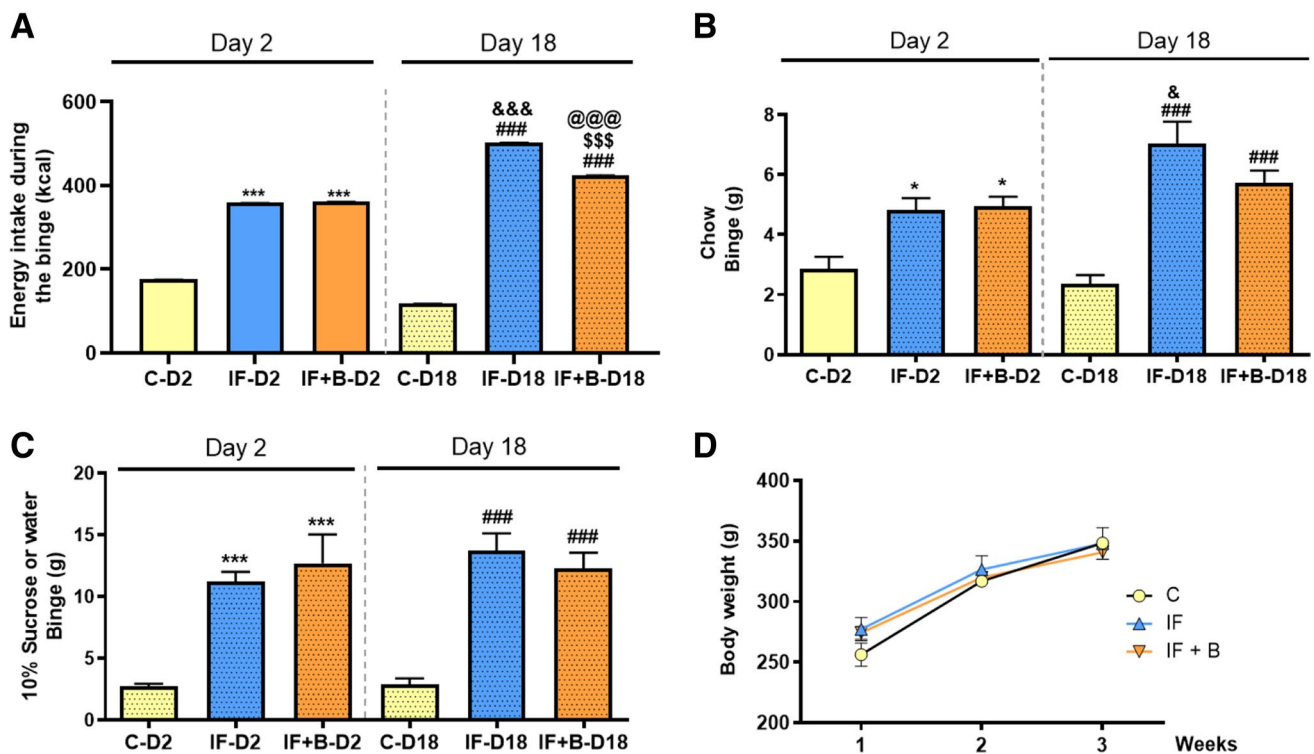 A
Day 2
Day 18
Energy intake during
the binge (kcal)
600
400
200
0
***
***
&&&
###
@@@
$$$
###
C-D2
IF-D2
IF+B-D2
C-D18
IF-D18
IF+B-D18
B
Day 2
Day 18
Chow
Binge (g)
8
6
4
2
0
*
*
&
###
###
C-D2
IF-D2
IF+B-D2
C-D18
IF-D18
IF+B-D18
C
Day 2
Day 18
10% Sucrose or water
Binge (g)
20
15
10
5
0
***
***
###
###
C-D2
IF-D2
IF+B-D2
C-D18
IF-D18
IF+B-D18
D
Body weight (g)
400
350
300
250
200
C
IF
IF + B
1
2
3
Weeks